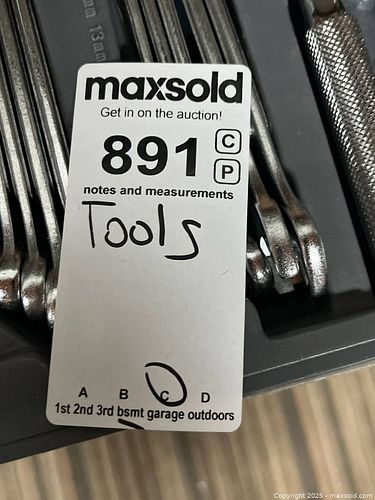 13mm
maxsold
Get in on the auction!
891
C
P
notes and measurements
Tools
A B C D
1st 2nd 3rd bsmt garage outdoors
Copyright 2025 - maxsold.com